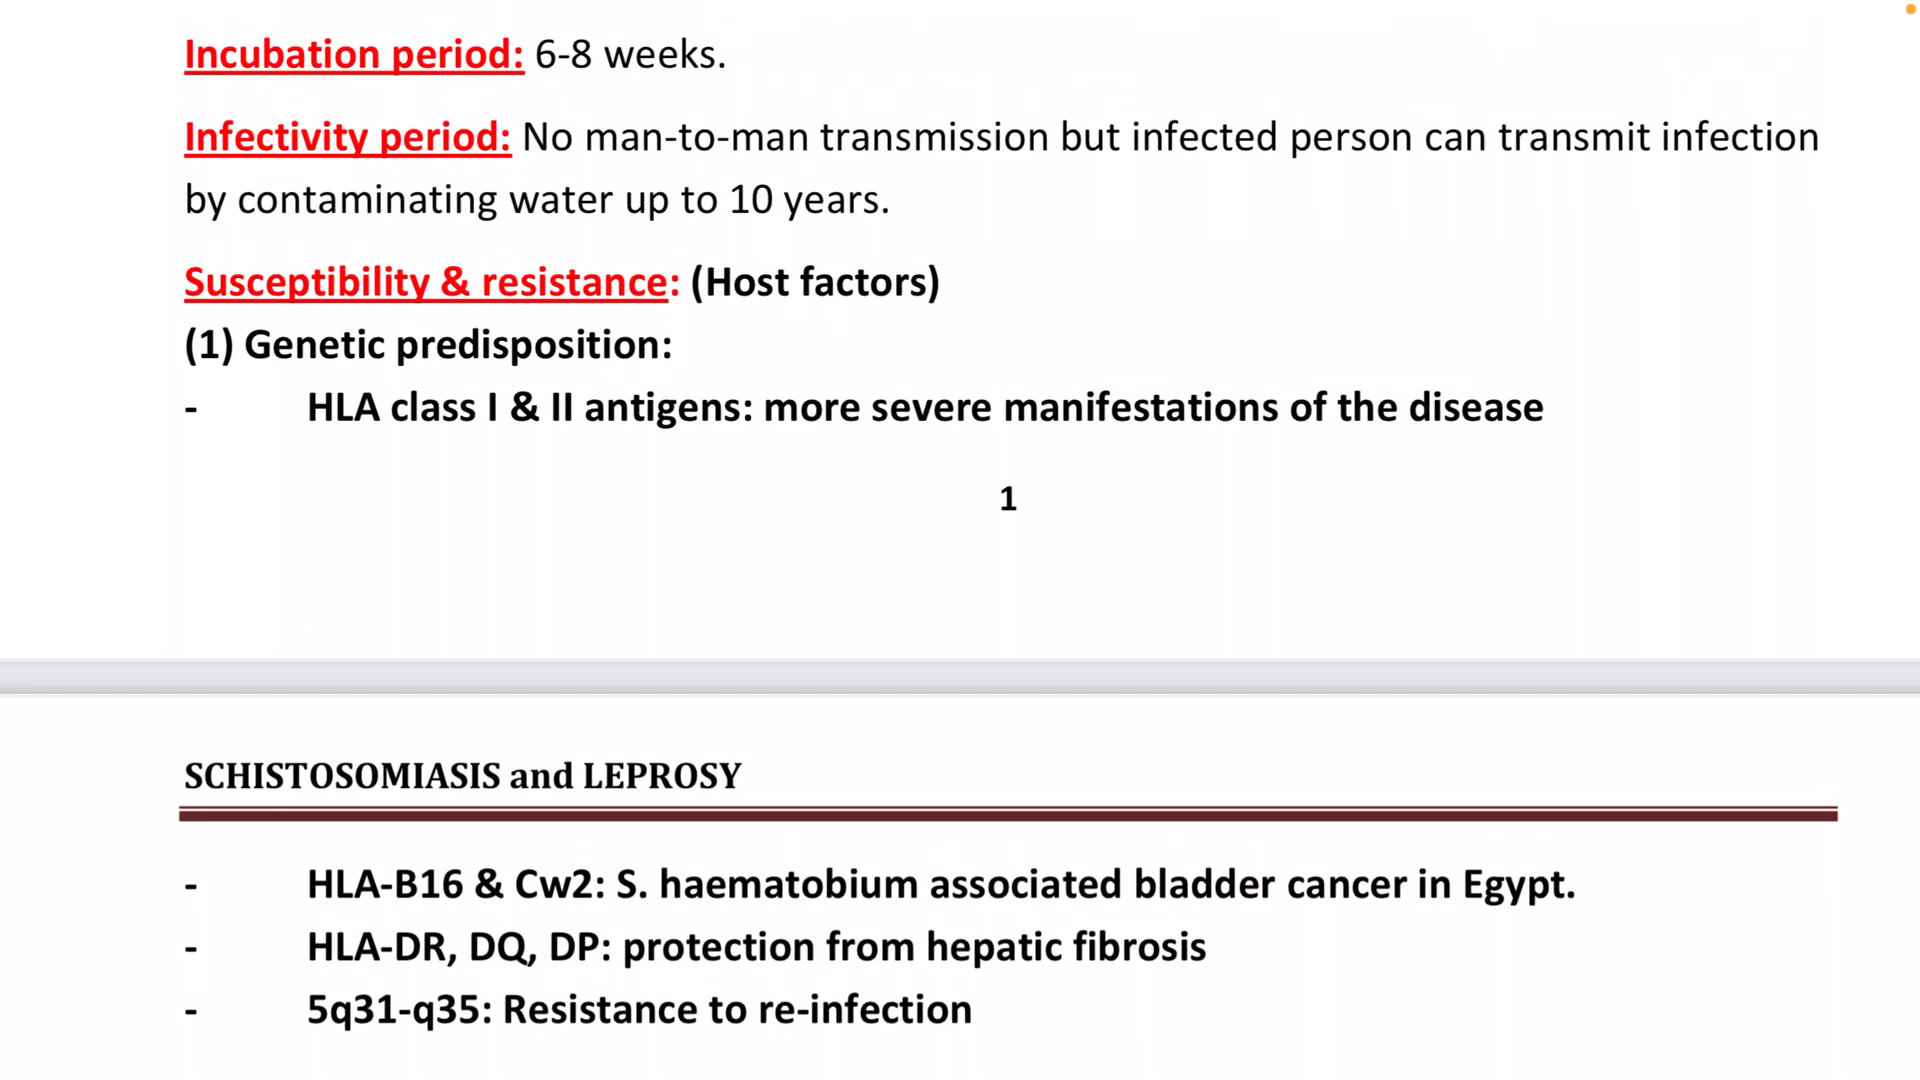 Incubation period: 6-8 weeks.
Infectivity period: No man-to-man transmission but infected person can transmit infection
by contaminating water up to 10 years.
Susceptibility & resistance: (Host factors)
(1) Genetic predisposition:
- HLA class I & II antigens: more severe manifestations of the disease
1
SCHISTOSOMIASIS and LEPROSY
- HLA-B16 & Cw2: S. haematobium associated bladder cancer in Egypt.
- HLA-DR, DQ, DP: protection from hepatic fibrosis
- 5q31-q35: Resistance to re-infection